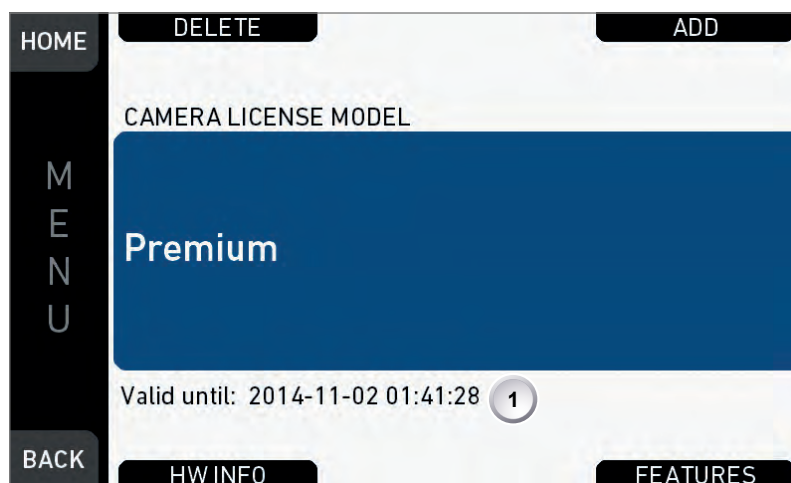 HOME
DELETE
ADD
CAMERA LICENSE MODEL
MENU
Premium
Valid until: 2014-11-02 01:41:28
1
BACK
HW INFO
FEATURES